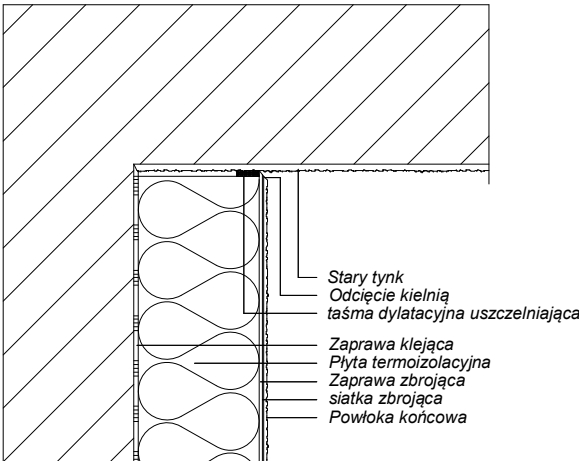 Stary tynk
Odcięcie kielnią
taśma dylatacyjna uszczelniająca
Zaprawa klejąca
Płyta termoizolacyjna
Zaprawa zbrojąca
siatka zbrojąca
Powłoka końcowa